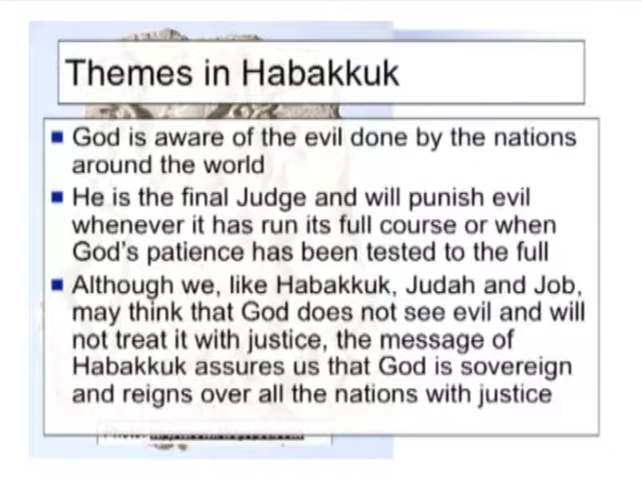 Themes in Habakkuk
■ God is aware of the evil done by the nations
around the world
■ He is the final Judge and will punish evil
whenever it has run its full course or when
God's patience has been tested to the full
■ Although we, like Habakkuk, Judah and Job,
may think that God does not see evil and will
not treat it with justice, the message of
Habakkuk assures us that God is sovereign
and reigns over all the nations with justice